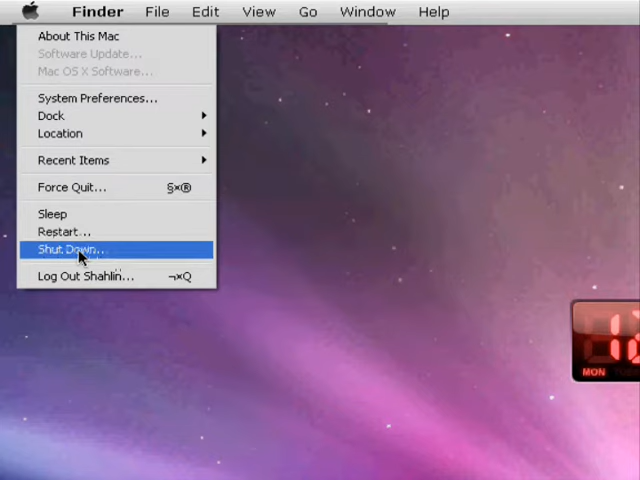 Finder File Edit View Go Window Help
About This Mac
Software Update...
Mac OS X Software...
System Preferences...
Dock
Location
Recent Items
Force Quit... §×®
Sleep
Restart...
Shut Down...
Log Out Shahlin... ¬×Q
12
MON